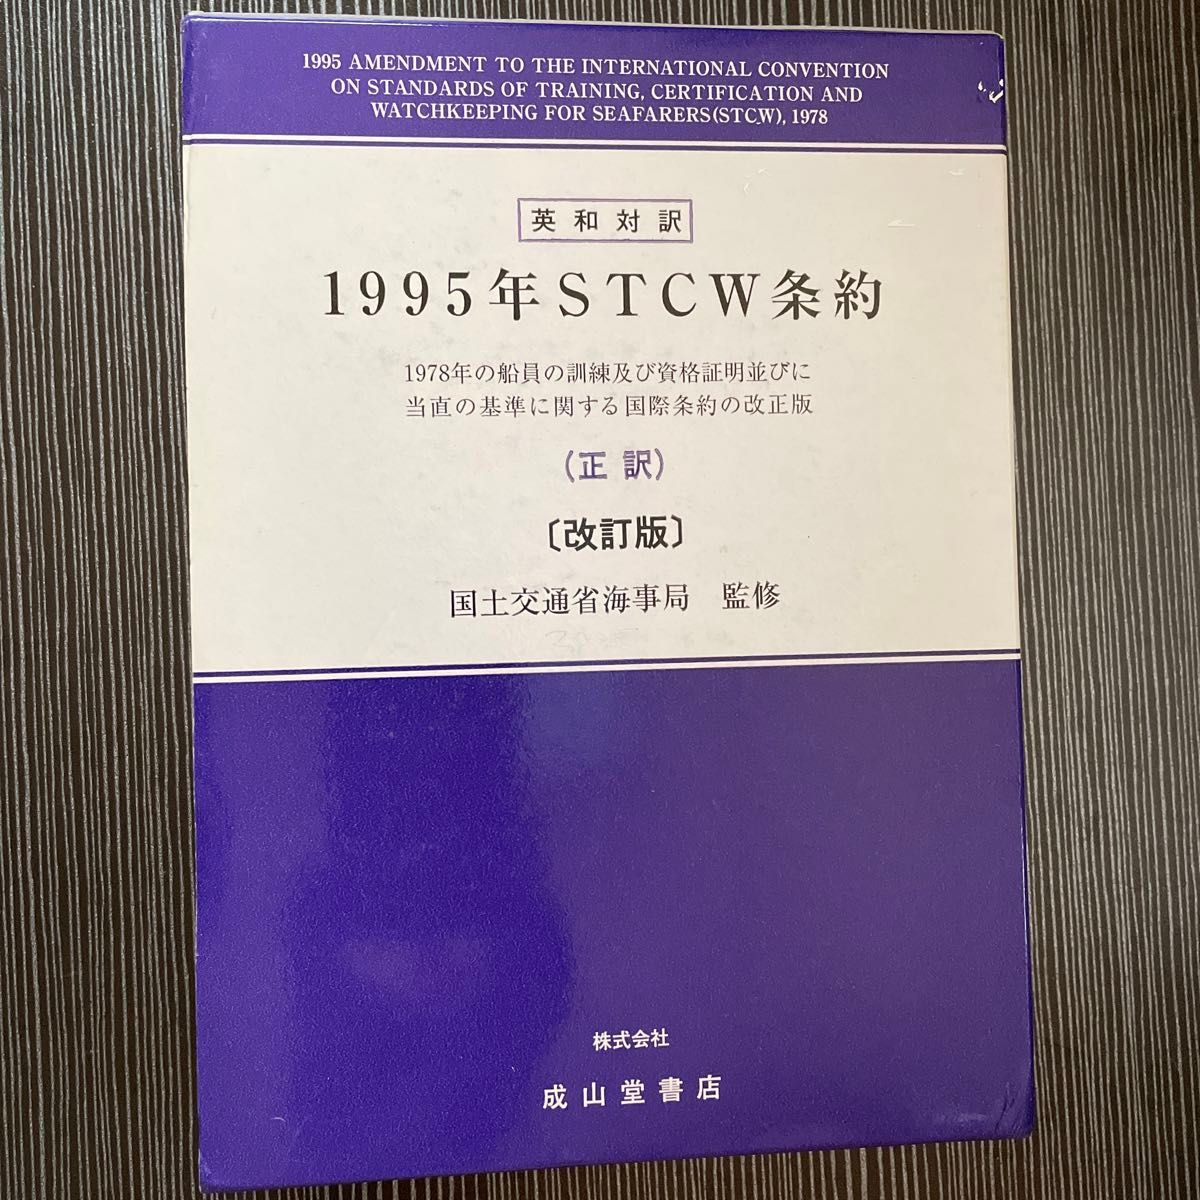 1995 AMENDMENT TO THE INTERNATIONAL CONVENTION
ON STANDARDS OF TRAINING, CERTIFICATION AND
WATCHKEEPING FOR SEAFARERS(STCW), 1978
英和対訳
1995年STCW条約
1978年の船員の訓練及び資格証明並びに
当直の基準に関する国際条約の改正版
(正訳)
〔改訂版〕
国土交通省海事局 監修
株式会社
成山堂書店